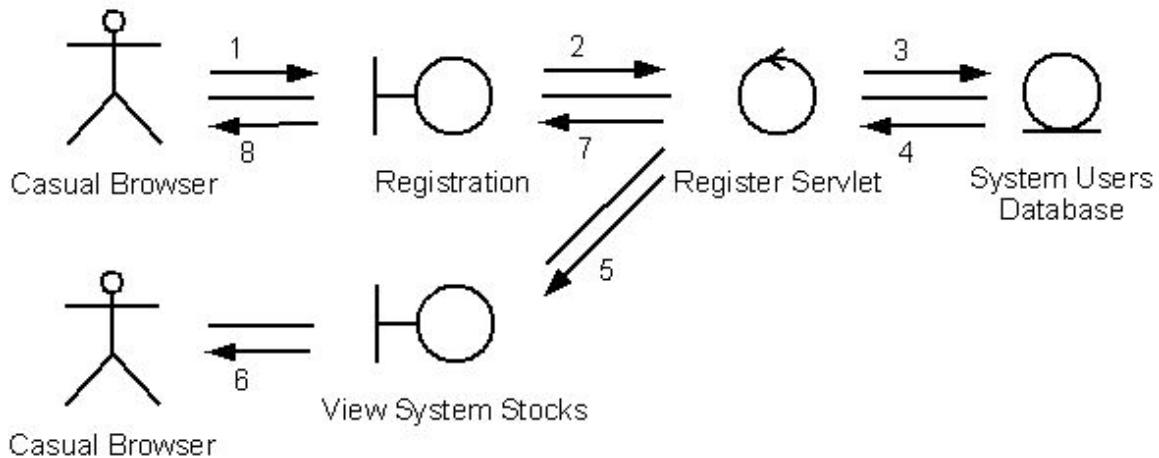 1
2
3
8
7
4
Casual Browser
Registration
Register Servlet
System Users
Database
5
6
View System Stocks
Casual Browser